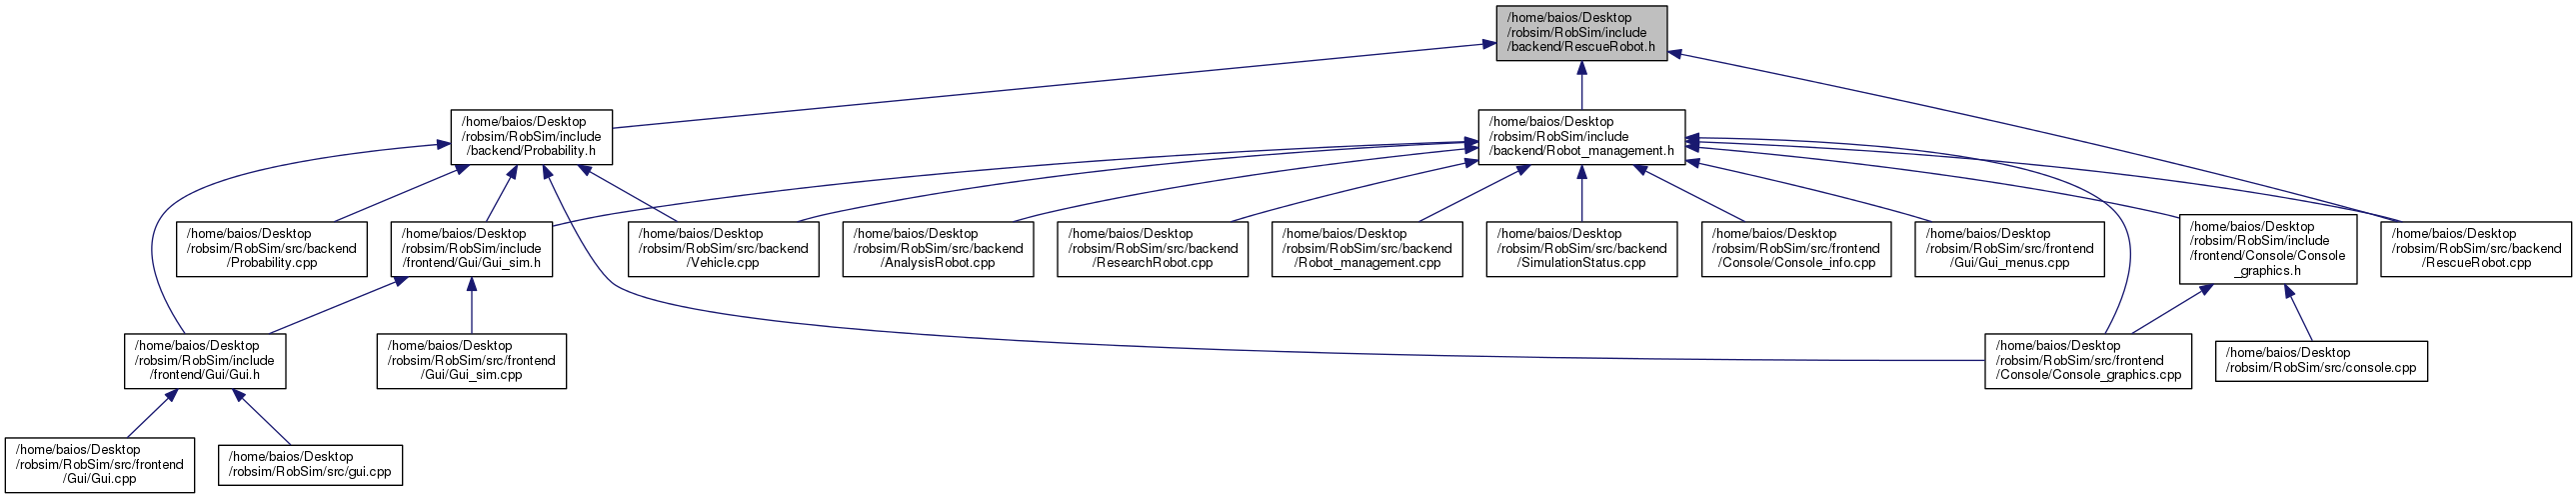 /home/baios/Desktop
/robsim/RobSim/include
/backend/RescueRobot.h
/home/baios/Desktop
/robsim/RobSim/include
/backend/Probability.h
/home/baios/Desktop
/robsim/RobSim/include
/backend/Robot_management.h
/home/baios/Desktop
/robsim/RobSim/src/backend
/Probability.cpp
/home/baios/Desktop
/robsim/RobSim/include
/frontend/Gui/Gui_sim.h
/home/baios/Desktop
/robsim/RobSim/src/backend
/Vehicle.cpp
/home/baios/Desktop
/robsim/RobSim/src/backend
/AnalysisRobot.cpp
/home/baios/Desktop
/robsim/RobSim/src/backend
/ResearchRobot.cpp
/home/baios/Desktop
/robsim/RobSim/src/backend
/Robot_management.cpp
/home/baios/Desktop
/robsim/RobSim/src/backend
/SimulationStatus.cpp
/home/baios/Desktop
/robsim/RobSim/src/frontend
/Console/Console_info.cpp
/home/baios/Desktop
/robsim/RobSim/src/frontend
/Gui/Gui_menus.cpp
/home/baios/Desktop
/robsim/RobSim/include
/frontend/Console/Console
_graphics.h
/home/baios/Desktop
/robsim/RobSim/src/backend
/RescueRobot.cpp
/home/baios/Desktop
/robsim/RobSim/include
/frontend/Gui/Gui.h
/home/baios/Desktop
/robsim/RobSim/src/frontend
/Gui/Gui_sim.cpp
/home/baios/Desktop
/robsim/RobSim/src/frontend
/Console/Console_graphics.cpp
/home/baios/Desktop
/robsim/RobSim/src/console.cpp
/home/baios/Desktop
/robsim/RobSim/src/frontend
/Gui/Gui.cpp
/home/baios/Desktop
/robsim/RobSim/src/gui.cpp